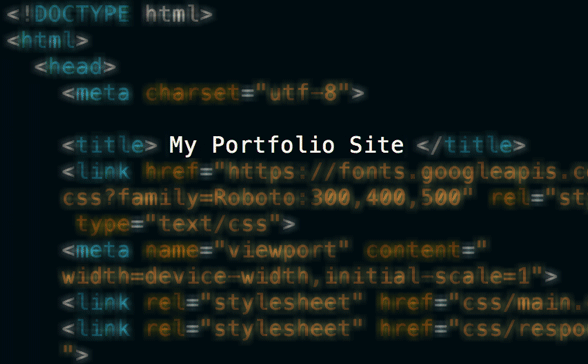 <!DOCTYPE html>
<html>
<head>
<meta charset="utf-8">
<title> My Portfolio Site </title>
<link href="https://fonts.googleapis.co
css?family=Roboto:300,400,500" rel="sty
type="text/css">
<meta name="viewport" content="
width=device-width,initial-scale=1">
<link rel="stylesheet" href="css/main.
<link rel="stylesheet" href="css/respo
">